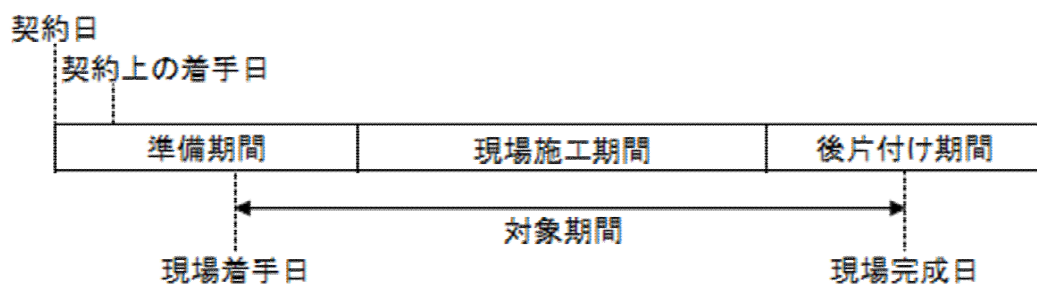 契約日
契約上の着手日
準備期間
現場施工期間
後片付け期間
対象期間
現場着手日
現場完成日